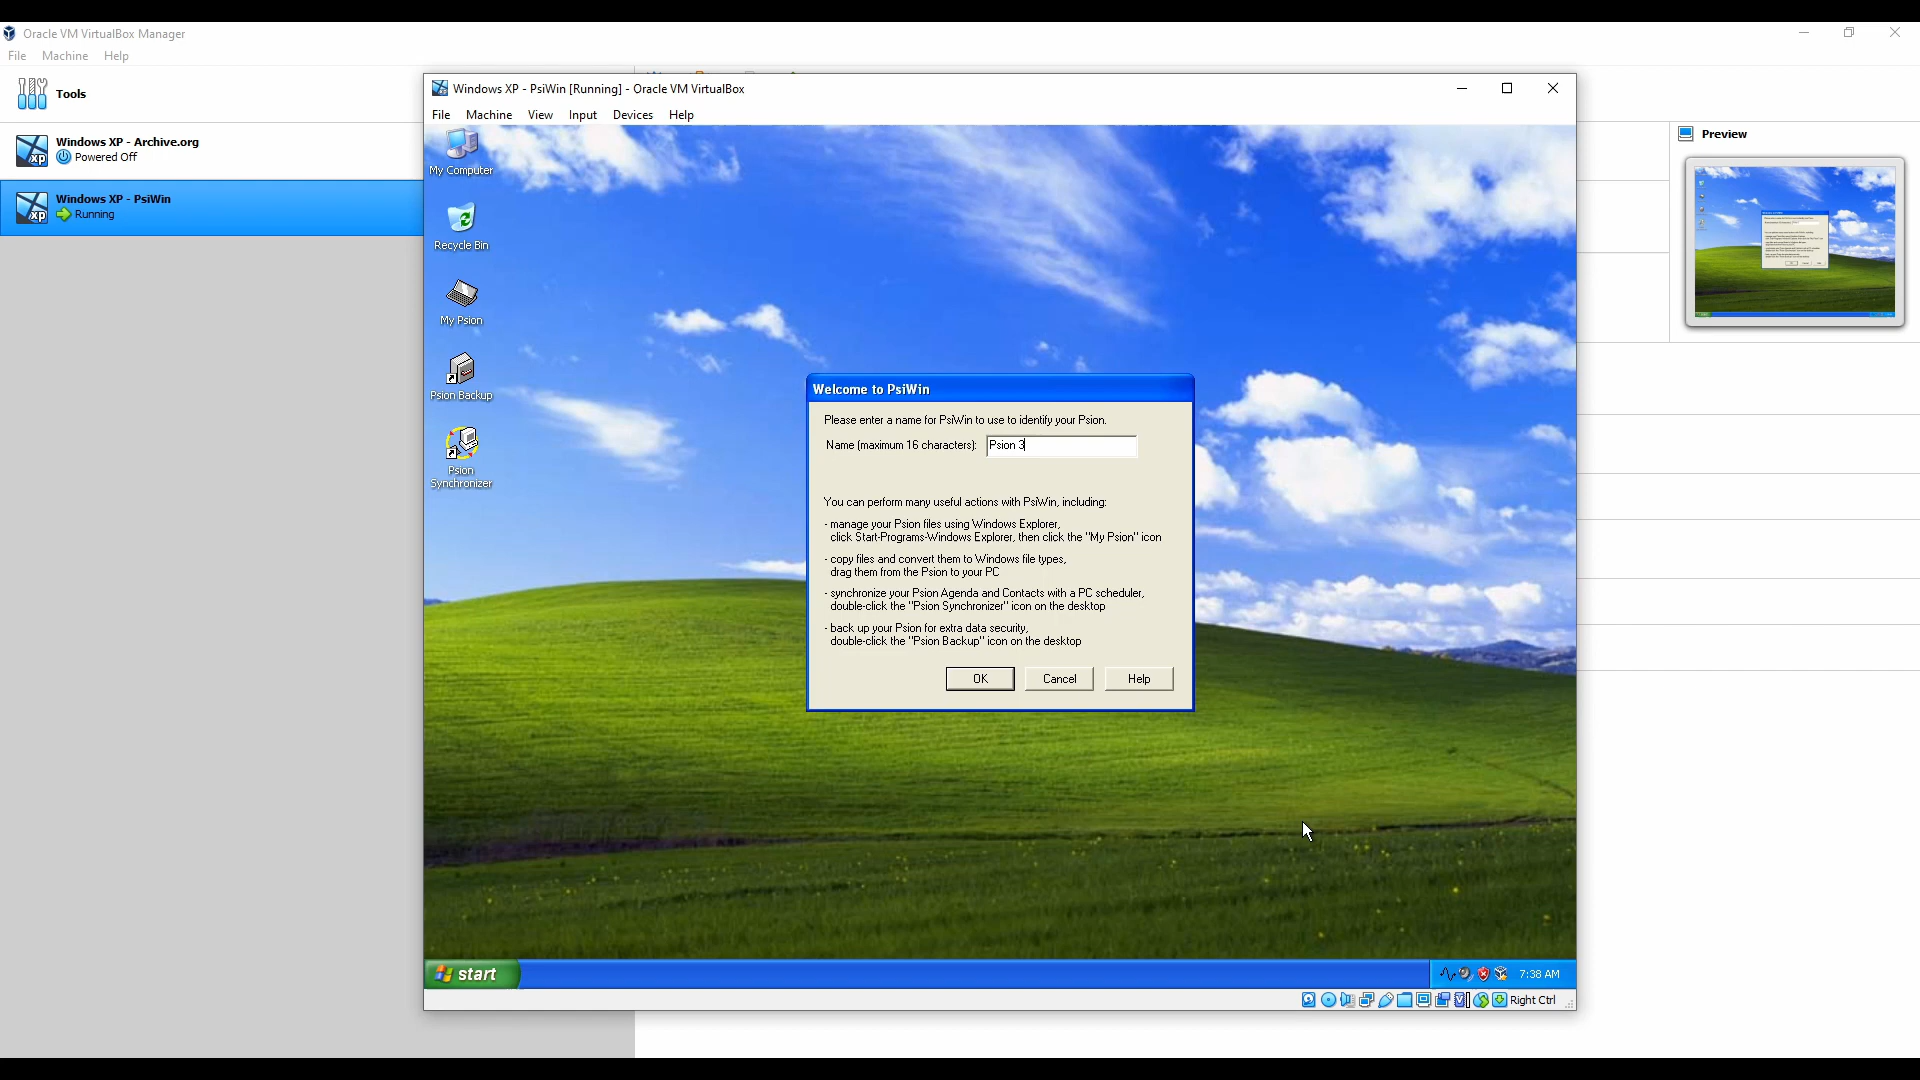 Oracle VM VirtualBox Manager
File Machine Help
Tools
Windows XP - Archive.org
Powered Off
Windows XP - PsiWin
Running
Windows XP - PsiWin [Running] - Oracle VM VirtualBox
File Machine View Input Devices Help
Preview
My Computer
Recycle Bin
My Psion
Psion Backup
Psion
Synchronizer
Welcome to PsiWin
Please enter a name for PsiWin to use to identify your Psion.
Name (maximum 16 characters): Psion 3
You can perform many useful actions with PsiWin, including:
- manage your Psion files using Windows Explorer,
click Start-Programs-Windows Explorer, then click the "My Psion" icon
- copy files and convert them to Windows file types,
drag them from the Psion to your PC
- synchronize your Psion Agenda and Contacts with a PC scheduler,
double-click the "Psion Synchronizer" icon on the desktop
- back up your Psion for extra data security,
double-click the "Psion Backup" icon on the desktop
OK Cancel Help
start
7:38 AM
Right Ctrl